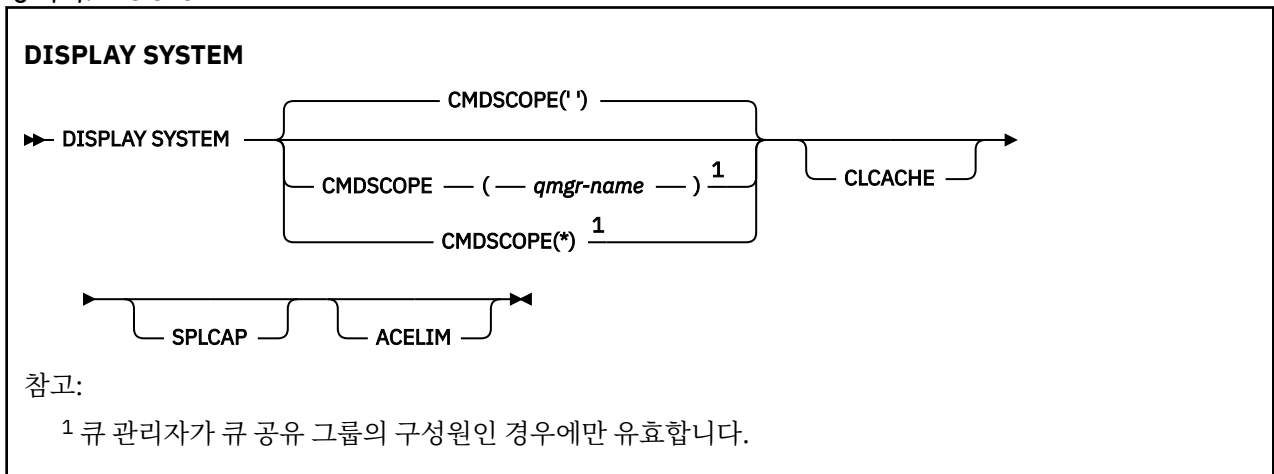 DISPLAY SYSTEM
CMDSCOPE(' ')
DISPLAY SYSTEM
CMDSCOPE ( qmgr-name ) 1
CLCACHE
CMDSCOPE(*) 1
SPLCAP
ACELIM
참고:
1 큐 관리자가 큐 공유 그룹의 구성원인 경우에만 유효합니다.